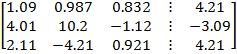 1.09 0.987 0.832 ⋮ 4.21
4.01 10.2 -1.12 ⋮ -3.09
2.11 -4.21 0.921 ⋮ 4.21